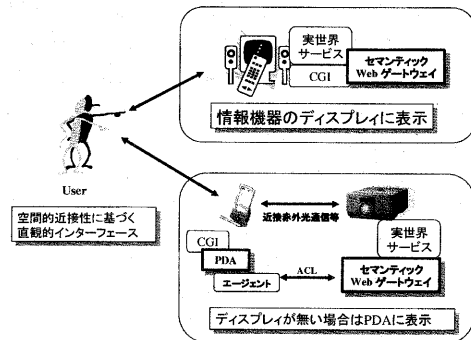 実世界
サービス
CGI
セマンティック
Web ゲートウェイ
情報機器のディスプレィに表示
User
空間的近接性に基づく
直観的インターフェース
近接赤外光通信等
CGI
PDA
エージェント
ACL
実世界
サービス
セマンティック
Web ゲートウェイ
ディスプレィが無い場合はPDAに表示